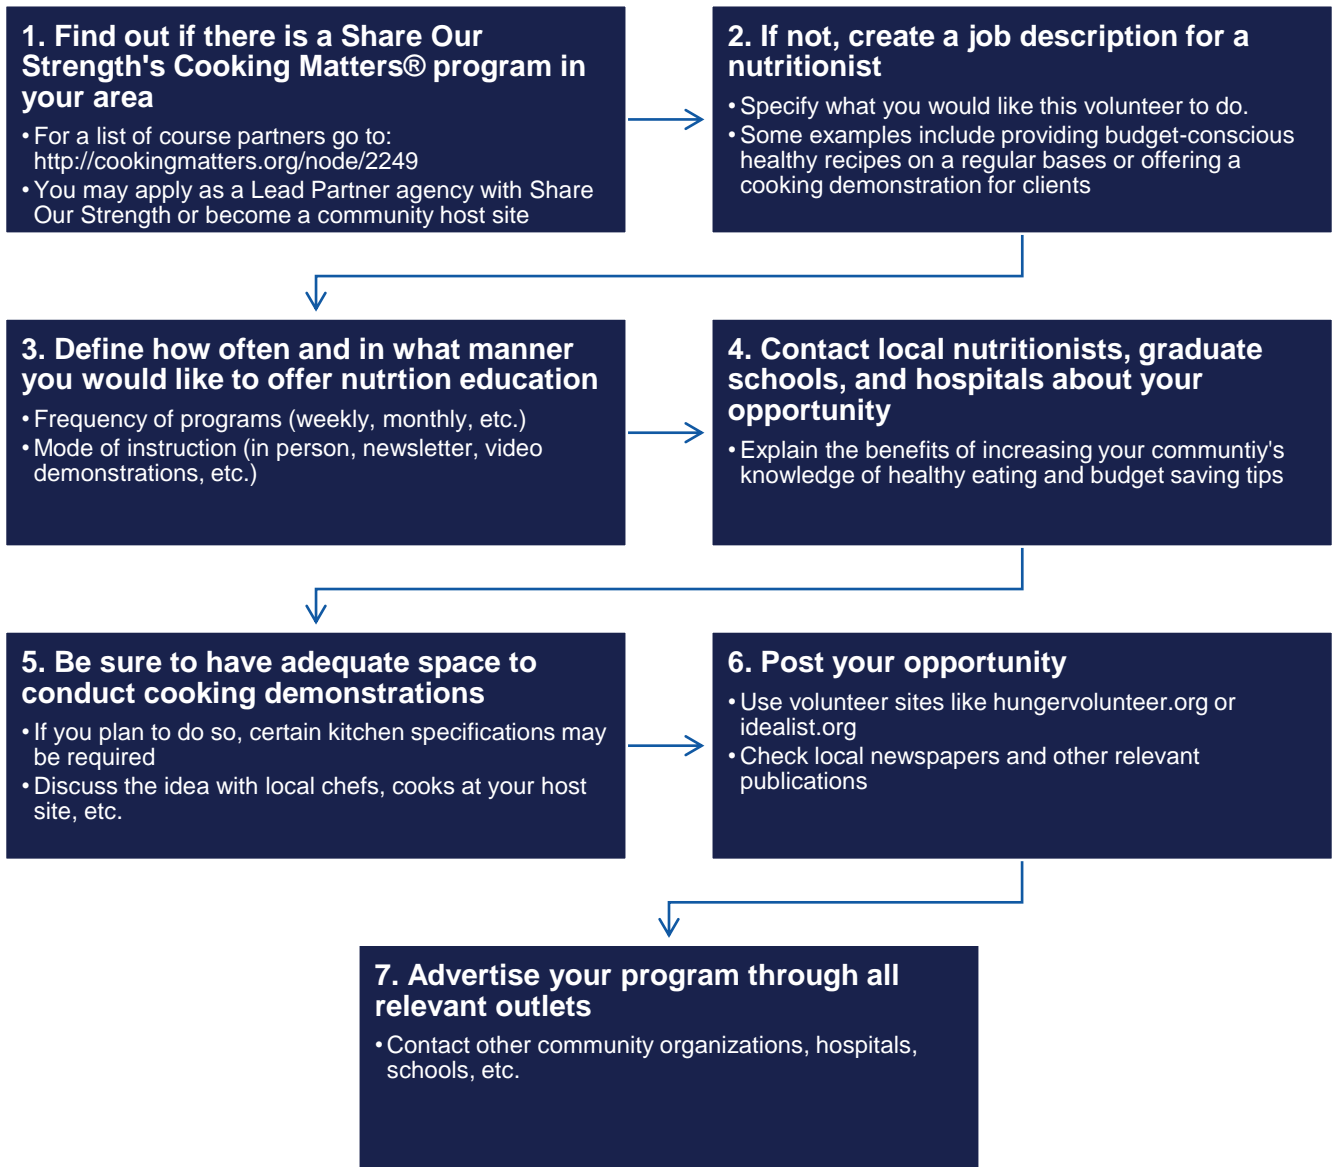 1. Find out if there is a Share Our
Strength's Cooking Matters® program in
your area
• For a list of course partners go to:
http://cookingmatters.org/node/2249
• You may apply as a Lead Partner agency with Share
Our Strength or become a community host site
2. If not, create a job description for a
nutritionist
• Specify what you would like this volunteer to do.
• Some examples include providing budget-conscious
healthy recipes on a regular bases or offering a
cooking demonstration for clients
3. Define how often and in what manner
you would like to offer nutrtion education
• Frequency of programs (weekly, monthly, etc.)
• Mode of instruction (in person, newsletter, video
demonstrations, etc.)
4. Contact local nutritionists, graduate
schools, and hospitals about your
opportunity
• Explain the benefits of increasing your communtiy's
knowledge of healthy eating and budget saving tips
5. Be sure to have adequate space to
conduct cooking demonstrations
• If you plan to do so, certain kitchen specifications may
be required
• Discuss the idea with local chefs, cooks at your host
site, etc.
6. Post your opportunity
• Use volunteer sites like hungervolunteer.org or
idealist.org
• Check local newspapers and other relevant
publications
7. Advertise your program through all
relevant outlets
• Contact other community organizations, hospitals,
schools, etc.